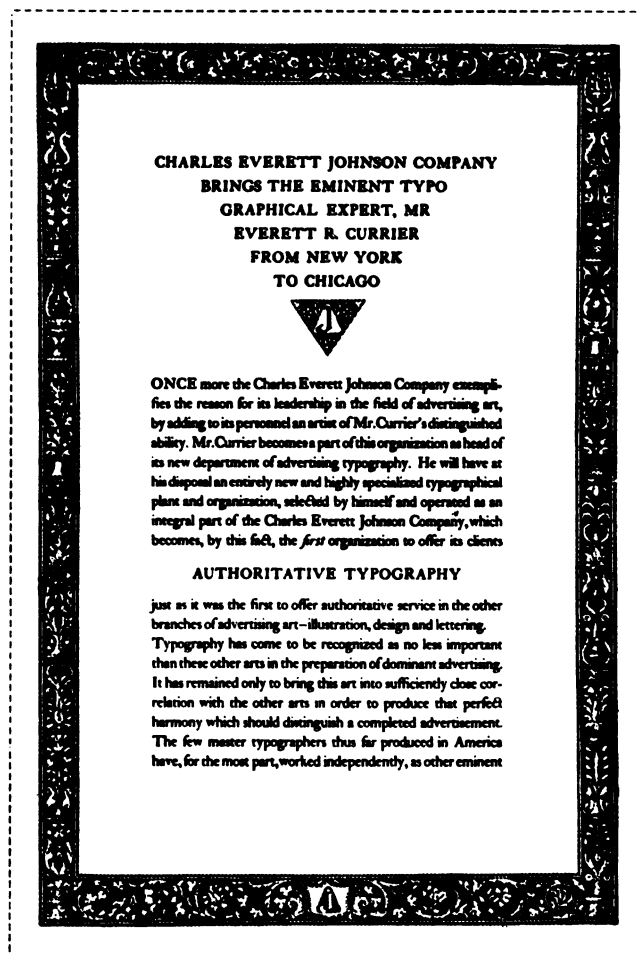 CHARLES EVERETT JOHNSON COMPANY
BRINGS THE EMINENT TYPO
GRAPHICAL EXPERT, MR
EVERETT R. CURRIER
FROM NEW YORK
TO CHICAGO
ONCE more the Charles Everett Johnson Company exempli-
fies the reason for its leadership in the field of advertising art,
by adding to its personnel an artist of Mr. Currier's distinguished
ability. Mr. Currier becomes a part of this organization as head of
its new department of advertising typography. He will have at
his disposal an entirely new and highly specialized typographical
plant and organization, selected by himself and operated as an
integral part of the Charles Everett Johnson Company, which
becomes, by this fact, the first organization to offer its clients
AUTHORITATIVE TYPOGRAPHY
just as it was the first to offer authoritative service in the other
branches of advertising art—illustration, design and lettering.
Typography has come to be recognized as no less important
than these other arts in the preparation of dominant advertising.
It has remained only to bring this art into sufficiently close cor-
relation with the other arts in order to produce that perfect
harmony which should distinguish a completed advertisement.
The few master typographers thus far produced in America
have, for the most part, worked independently, as other eminent